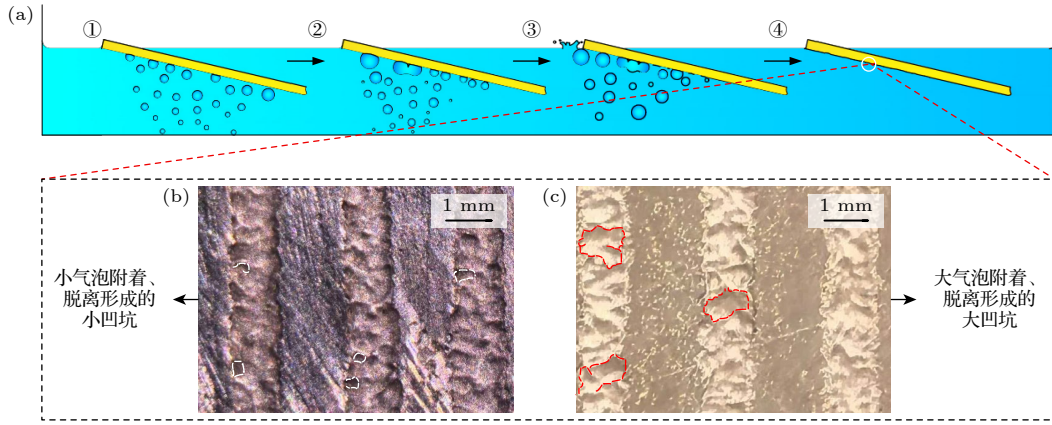 (a)
① ② ③ ④
(b) 1 mm
(c) 1 mm
小气泡附着、
脱离形成的
小凹坑
大气泡附着、
脱离形成的
大凹坑